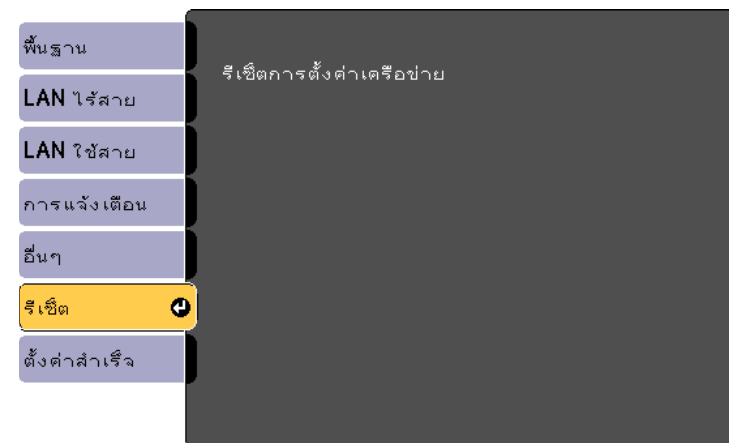 พื้นฐาน
LAN ไร้สาย
LAN ใช้สาย
การแจ้งเตือน
อื่นๆ
รีเซ็ต
ตั้งค่าสำเร็จ
รีเซ็ตการตั้งค่าเครือข่าย